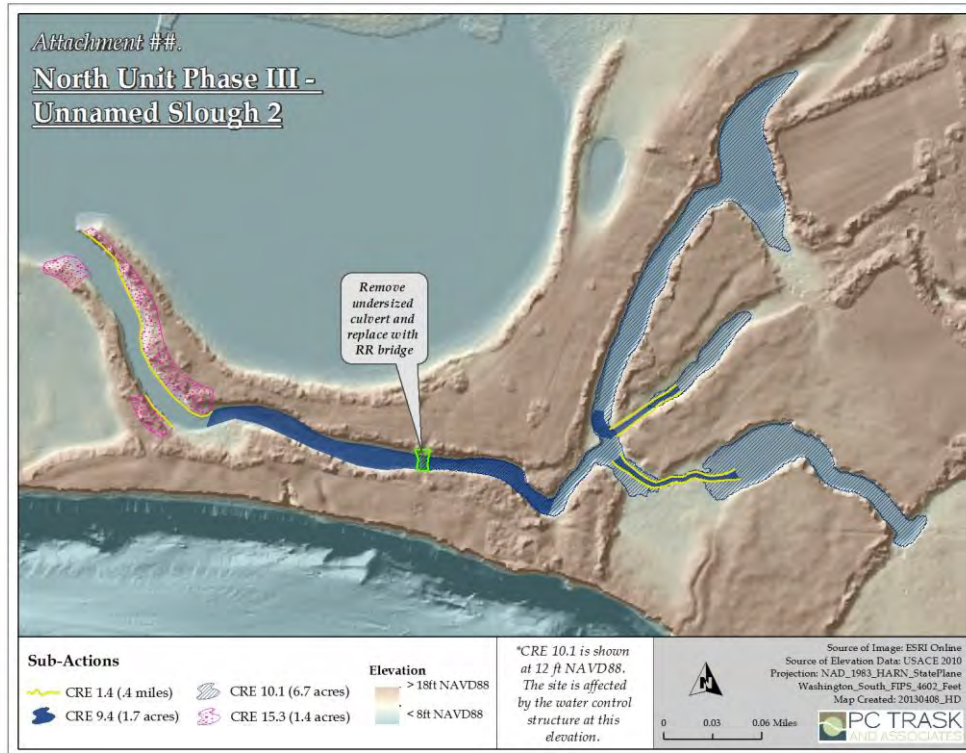 Attachment ##.
North Unit Phase III -
Unnamed Slough 2
Remove
undersized
culvert and
replace with
RR bridge
Sub-Actions
CRE 1.4 (.4 miles)
CRE 9.4 (1.7 acres)
CRE 10.1 (6.7 acres)
CRE 15.3 (1.4 acres)
Elevation
> 18ft NAVD88
< 8ft NAVD88
*CRE 10.1 is shown
at 12 ft NAVD88.
The site is affected
by the water control
structure at this
elevation.
N
0 0.03 0.06 Miles
Source of Image: ESRI Online
Source of Elevation Data: USACE 2010
Projection: NAD_1983_HARN_StatePlane
Washington_South_FIPS_4602_Feet
Map Created: 20130408_HD
PC TRASK
AND ASSOCIATES